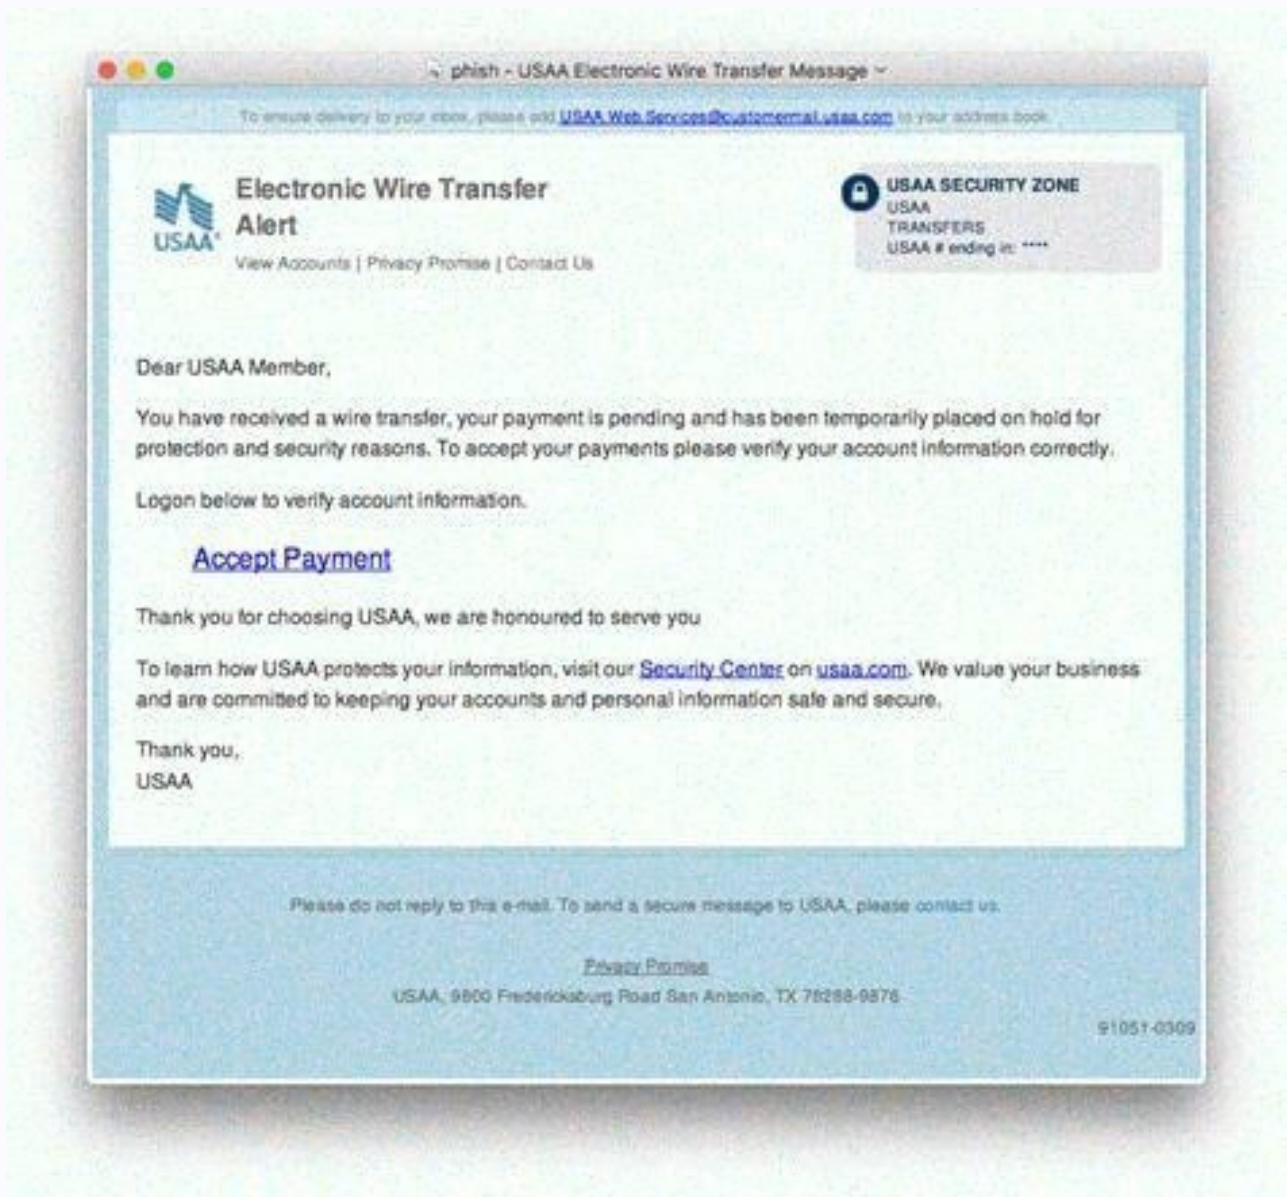 phish - USAA Electronic Wire Transfer Message
To ensure delivery to your inbox, please add USAA.Web.Services@customermail.usaa.com to your address book.
Electronic Wire Transfer
Alert
USAA®
View Accounts | Privacy Promise | Contact Us
USAA SECURITY ZONE
USAA
TRANSFERS
USAA # ending in: ****
Dear USAA Member,
You have received a wire transfer, your payment is pending and has been temporarily placed on hold for
protection and security reasons. To accept your payments please verify your account information correctly.
Logon below to verify account information.
Accept Payment
Thank you for choosing USAA, we are honoured to serve you
To learn how USAA protects your information, visit our Security Center on usaa.com. We value your business
and are committed to keeping your accounts and personal information safe and secure.
Thank you,
USAA
Please do not reply to this e-mail. To send a secure message to USAA, please contact us.
Privacy Promise
USAA, 9800 Fredericksburg Road San Antonio, TX 78288-9876
91051-0309